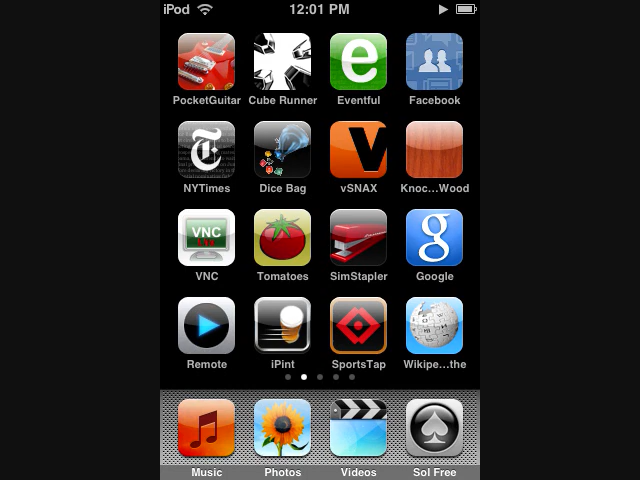 iPod 12:01 PM
PocketGuitar Cube Runner Eventful Facebook
NYTimes Dice Bag vSNAX Knoc...Wood
VNC
VNC Tomatoes SimStapler Google
Remote iPint SportsTap Wikipe...the
Music Photos Videos Sol Free